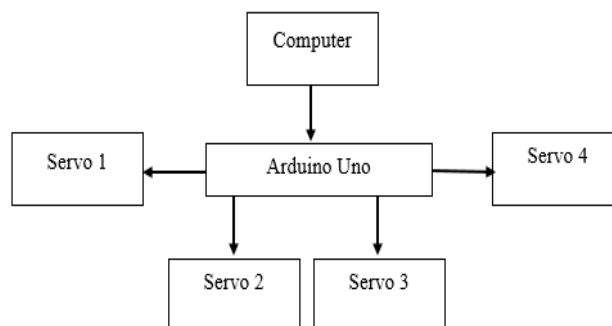 Computer
Servo 1
Arduino Uno
Servo 4
Servo 2
Servo 3